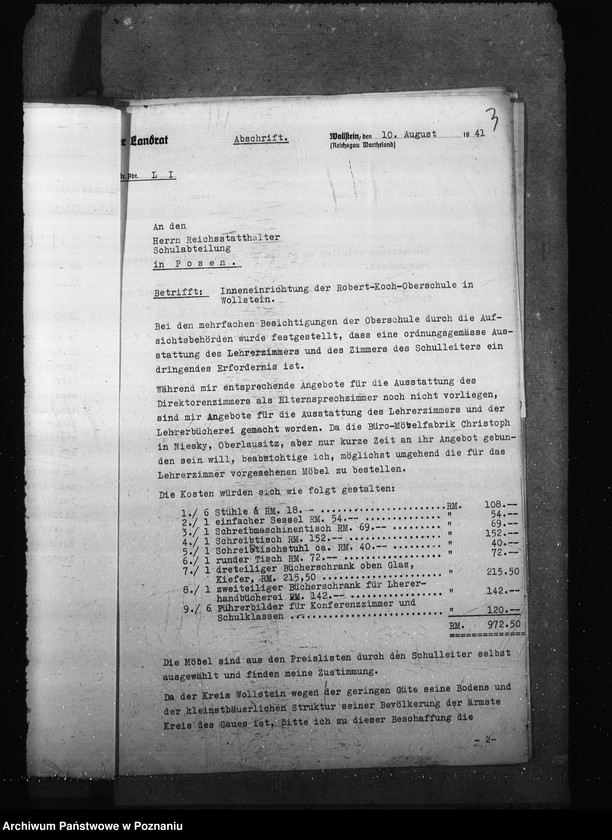 3
r Landrat
Abschrift.
Wollstein, den 10. August 1941
(Reichsgau Wartheland)
Abt. L I
An den
Herrn Reichsstatthalter
Schulabteilung
in Posen.
Betrifft: Inneneinrichtung der Robert-Koch-Oberschule in
Wollstein.
Bei den mehrfachen Besichtigungen der Oberschule durch die Auf-
sichtsbehörden wurde festgestellt, dass eine ordnungsgemässe Aus-
stattung des Lehrerzimmers und des Zimmers des Schulleiters ein
dringendes Erfordernis ist.
Während mir entsprechende Angebote für die Ausstattung des
Direktorenzimmers als Elternsprechzimmer noch nicht vorliegen,
sind mir Angebote für die Ausstattung des Lehrerzimmers und der
Lehrerbücherei gemacht worden. Da die Büro-Möbelfabrik Christoph
in Niesky, Oberlausitz, aber nur kurze Zeit an ihr Angebot gebun-
den sein will, beabsichtige ich, möglichst umgehend die für das
Lehrerzimmer vorgesehenen Möbel zu bestellen.
Die Kosten würden sich wie folgt gestalten:
1./ 6 Stühle á RM. 18.-- ........................ RM. 108.--
2./ 1 einfacher Sessel RM. 54.-- ............... " 54.--
3./ 1 Schreibmaschinentisch RM. 69.-- .......... " 69.--
4./ 1 Schreibtisch RM. 152.-- .................. " 152.--
5./ 1 Schreibtischstuhl ca. RM. 40.-- .......... " 40.--
6./ 1 runder Tisch RM. 72.-- ................... " 72.--
7./ 1 dreteiliger Bücherschrank oben Glaz,
Kiefer, RM. 215,50 ....................... " 215.50
8./ 1 zweiteiliger Bücherschrank für Lherer-
handbücherei RM. 142.-- .................. " 142.--
9./ 6 Führerbilder für Konferenzzimmer und
Schulklassen ............................. " 120.--
RM. 972.50
Die Möbel sind aus den Preislisten durch den Schulleiter selbst
ausgewählt und finden meine Zustimmung.
Da der Kreis Wollstein wegen der geringen Güte seine Bodens und
der kleinstbäuerlichen Struktur seiner Bevölkerung der ärmste
Kreis des Gaues ist, Bitte ich zu dieser Beschaffung die
-2-
Archiwum Państwowe w Poznaniu